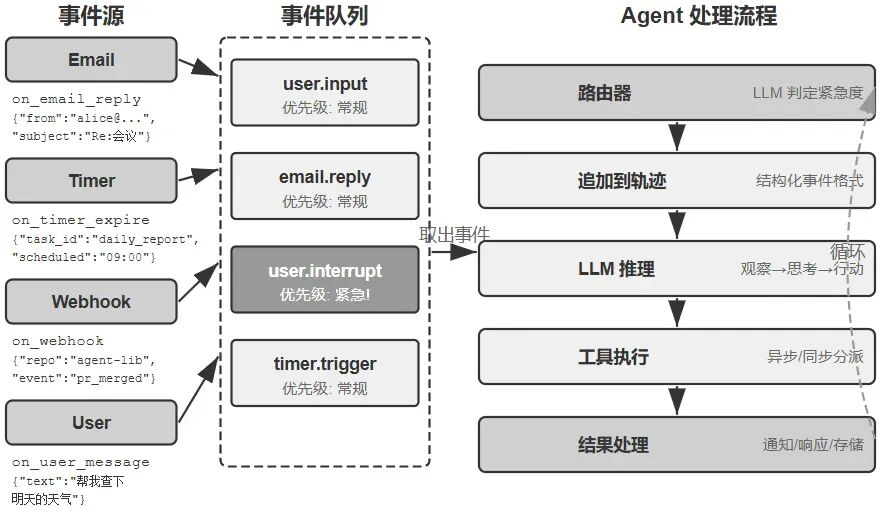 事件源
事件队列
Agent 处理流程
Email
on_email_reply
{"from":"alice@...",
"subject":"Re:会议"}
Timer
on_timer_expire
{"task_id":"daily_report",
"scheduled":"09:00"}
Webhook
on_webhook
{"repo":"agent-lib",
"event":"pr_merged"}
User
on_user_message
{"text":"帮我查下
明天的天气"}
user.input
优先级: 常规
email.reply
优先级: 常规
user.interrupt
优先级: 紧急!
timer.trigger
优先级: 常规
取出事件
路由器
LLM 判定紧急度
追加到轨迹
结构化事件格式
LLM 推理
观察→思考→行动
工具执行
异步/同步分派
结果处理
通知/响应/存储
循环